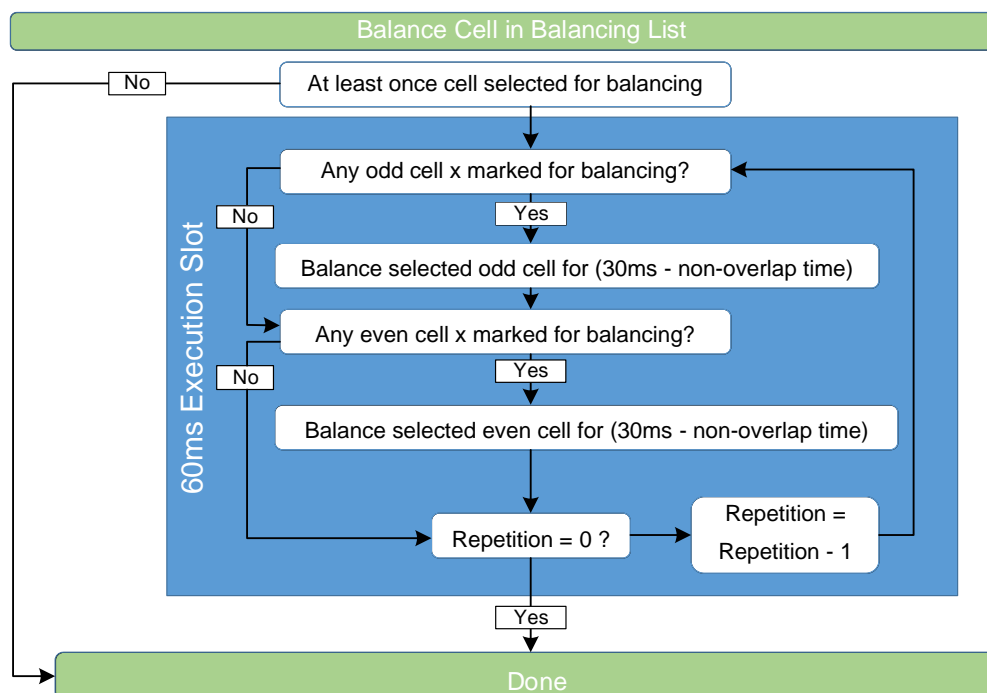 Balance Cell in Balancing List
No
At least once cell selected for balancing
Any odd cell x marked for balancing?
No
Yes
Balance selected odd cell for (30ms - non-overlap time)
Any even cell x marked for balancing?
No
Yes
Balance selected even cell for (30ms - non-overlap time)
60ms Execution Slot
Repetition = 0 ?
Repetition =
Repetition - 1
Yes
Done